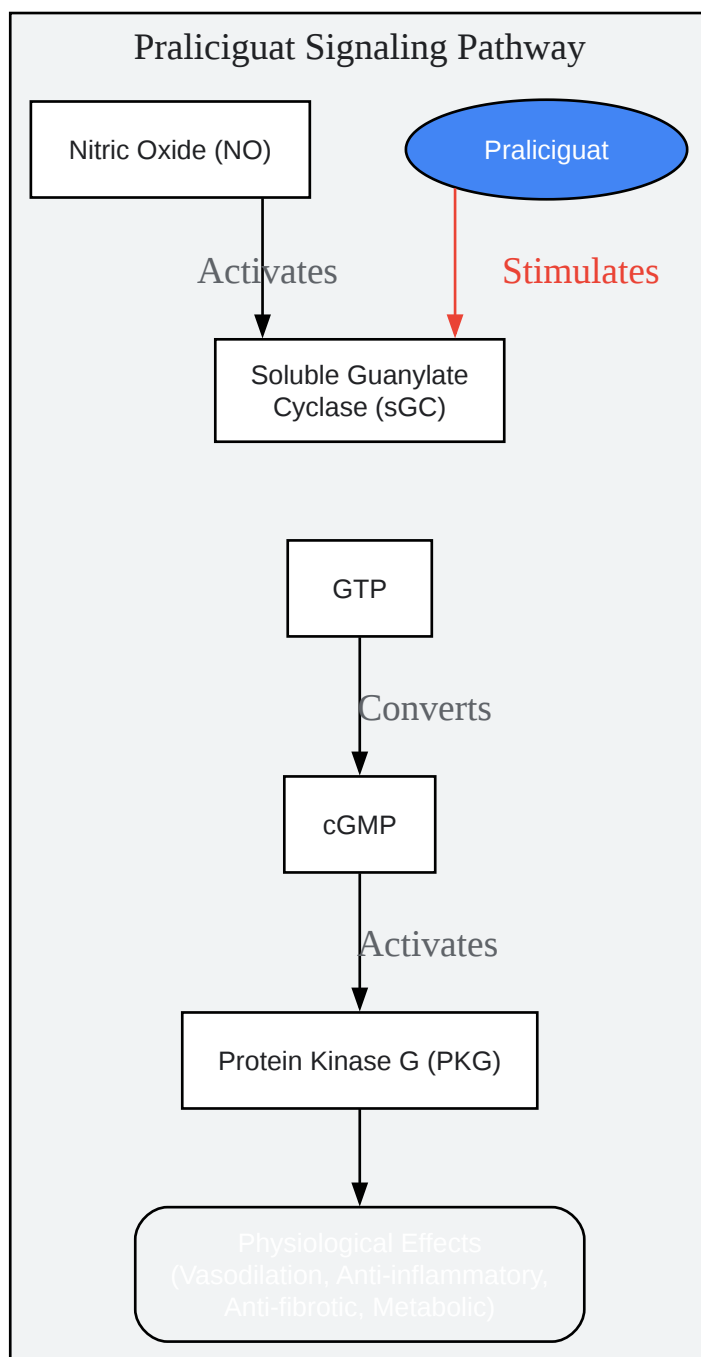 Praliciguat Signaling Pathway
Nitric Oxide (NO)
Praliciguat
Activates
Stimulates
Soluble Guanylate
Cyclase (sGC)
GTP
Converts
cGMP
Activates
Protein Kinase G (PKG)
Physiological Effects
(Vasodilation, Anti-inflammatory,
Anti-fibrotic, Metabolic)